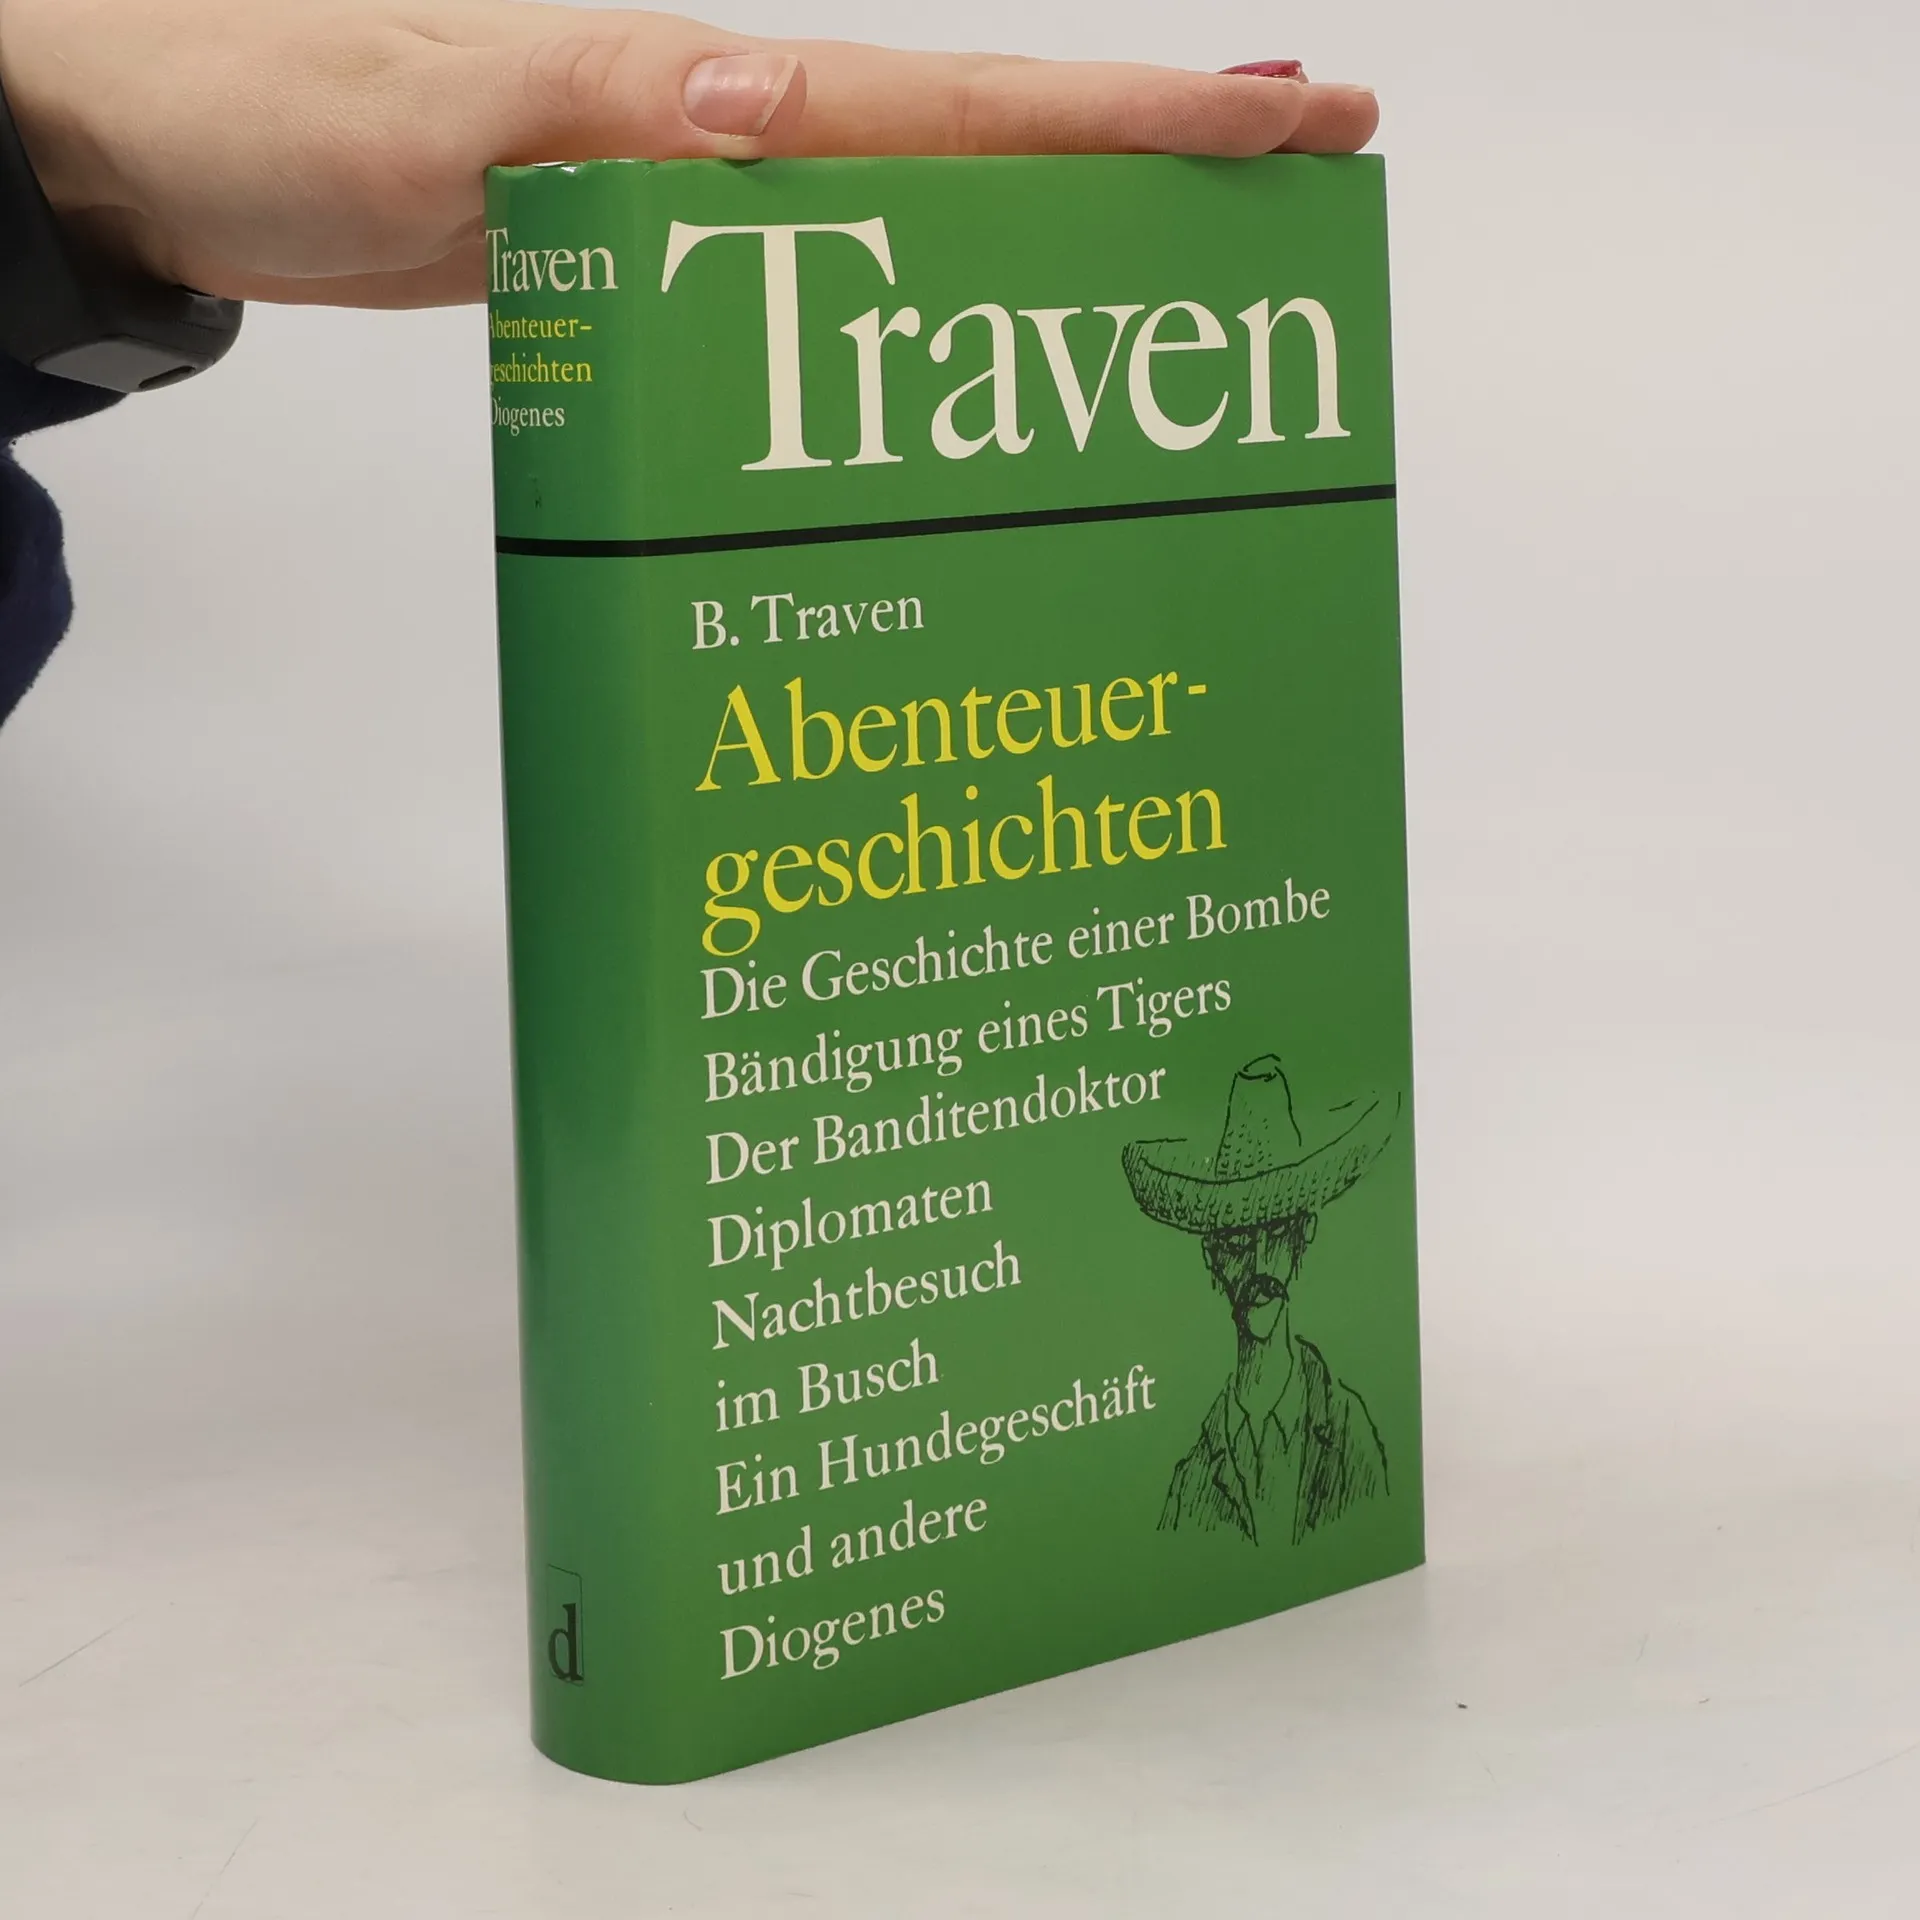 Traven
Abenteuer-
geschichten
Diogenes
d
Traven
B. Traven
Abenteuer-
geschichten
Die Geschichte einer Bombe
Bändigung eines Tigers
Der Banditendoktor
Diplomaten
Nachtbesuch
im Busch
Ein Hundegeschäft
und andere
Diogenes